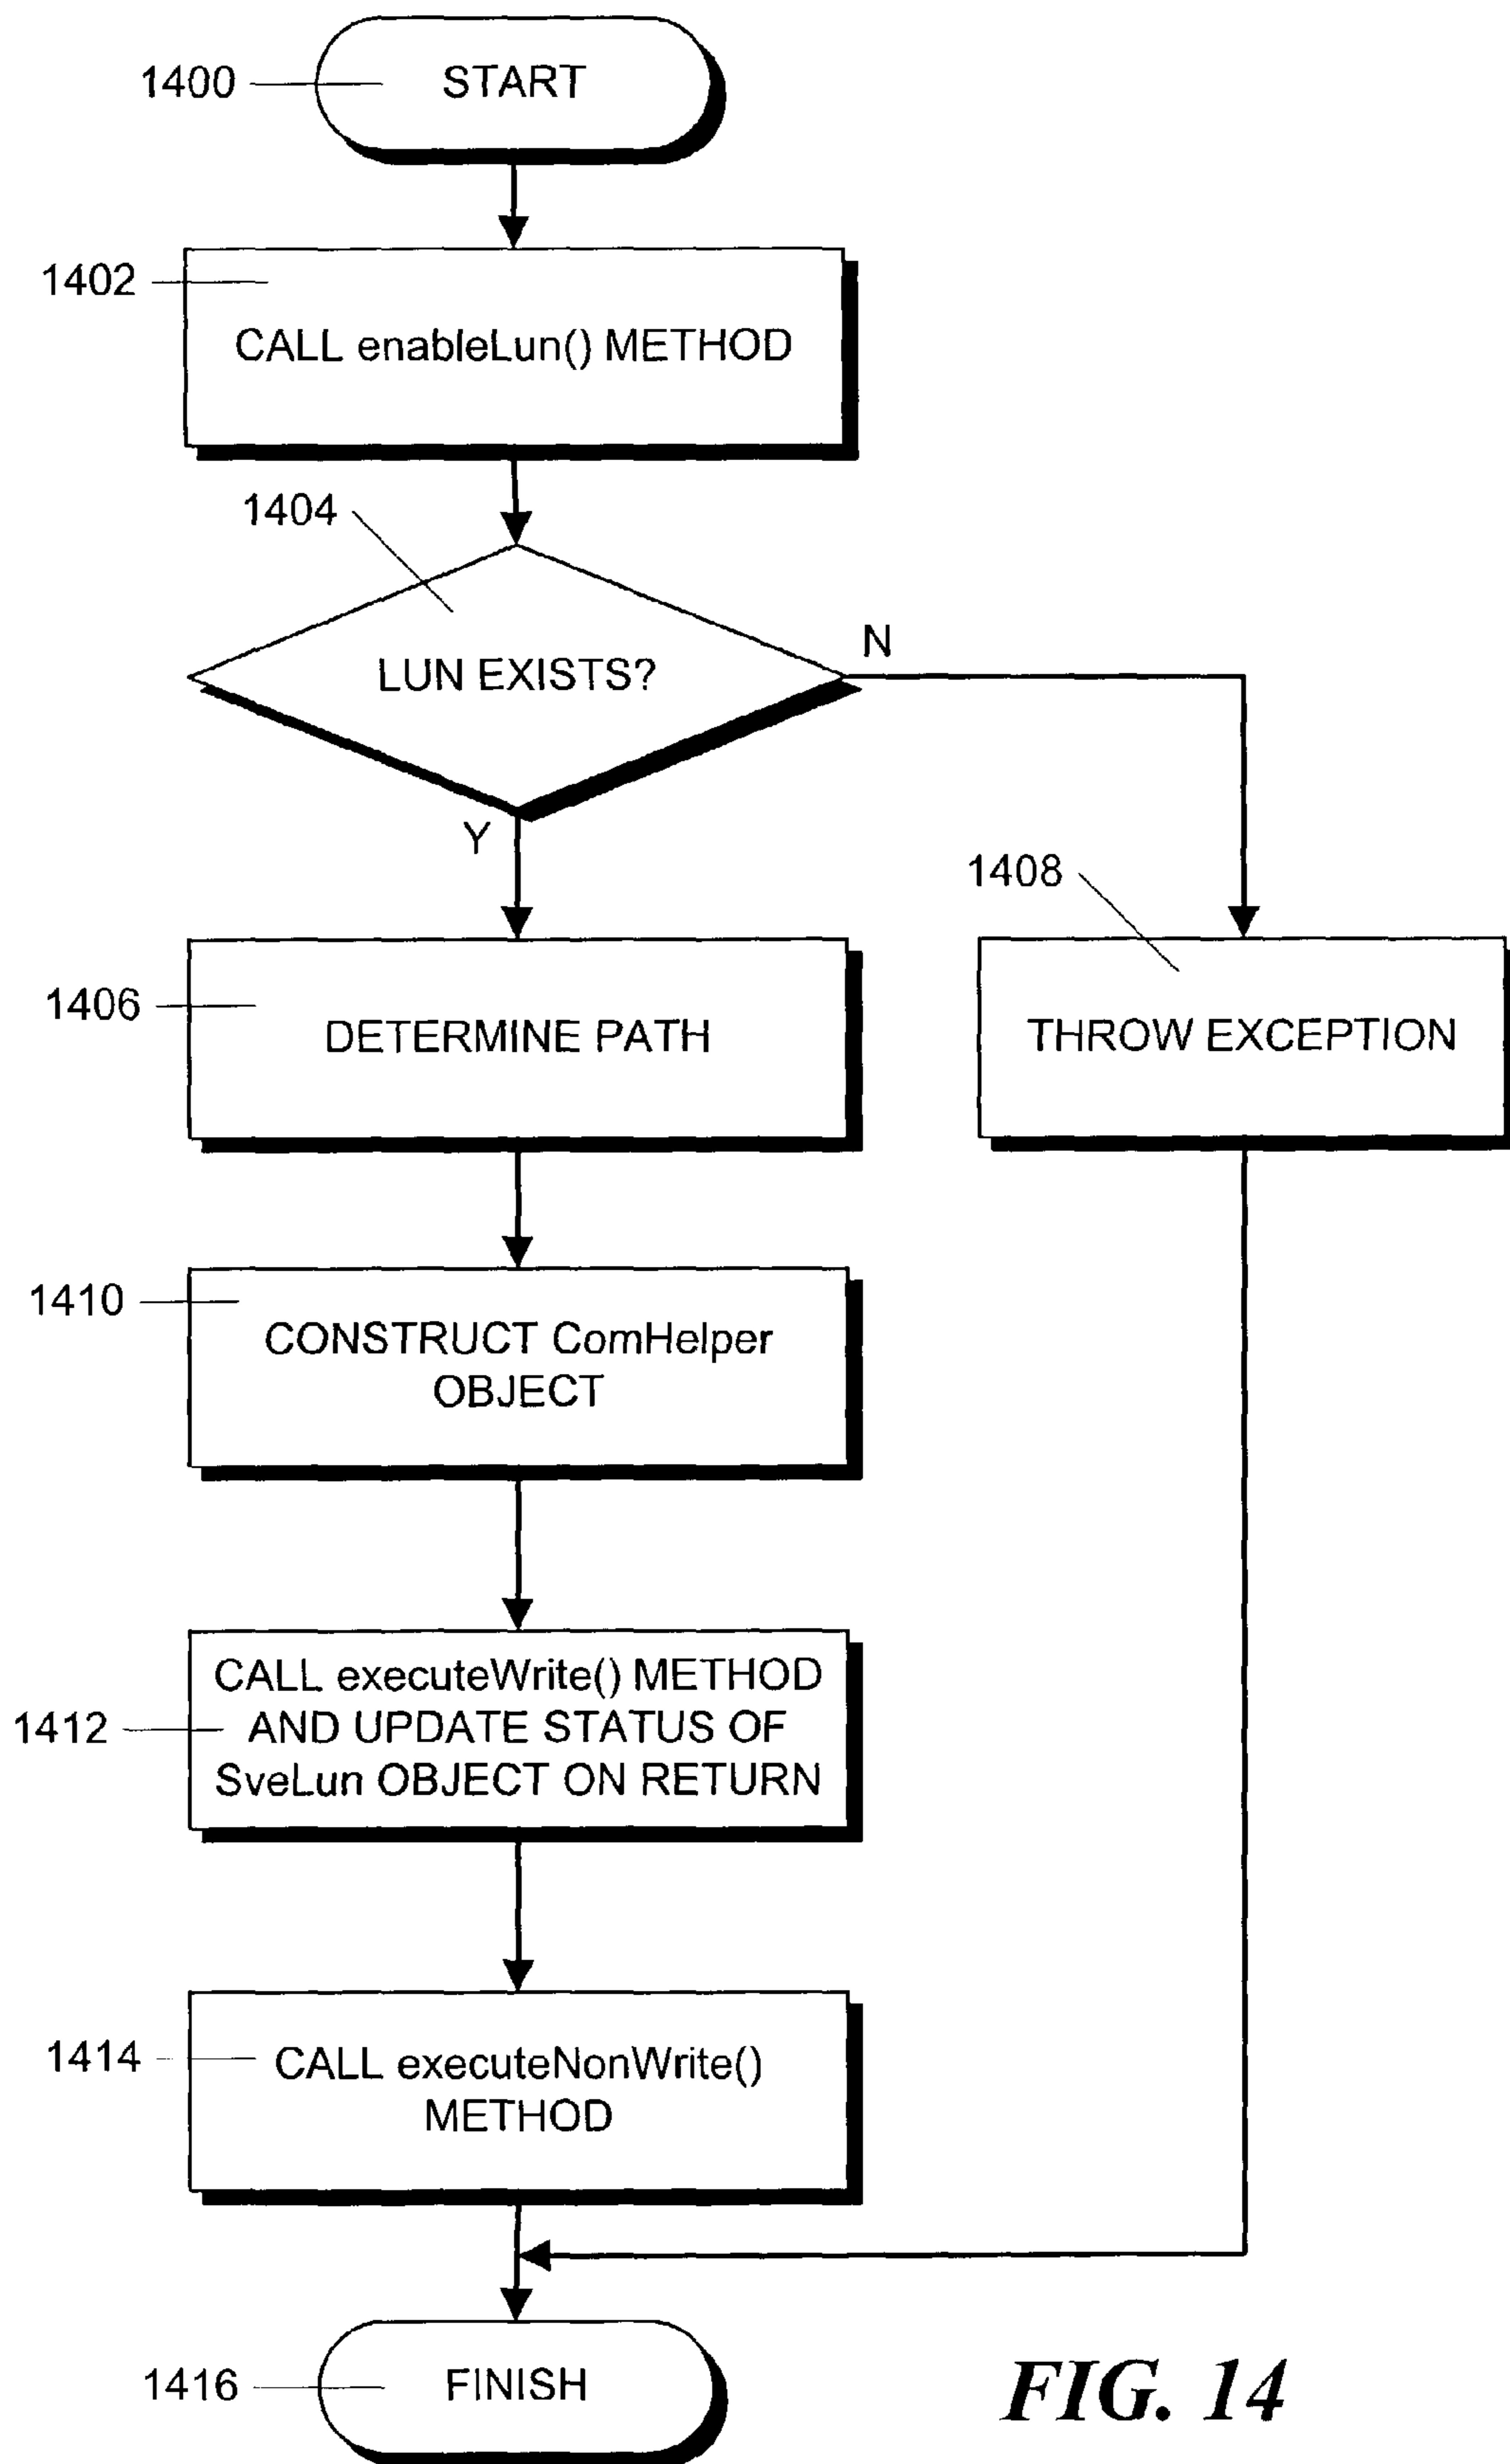 1400
START
1402
CALL enableLun() METHOD
1404
LUN EXISTS?
N
Y
1408
1406
DETERMINE PATH
THROW EXCEPTION
1410
CONSTRUCT ComHelper
OBJECT
CALL executeWrite() METHOD
1412
AND UPDATE STATUS OF
SveLun OBJECT ON RETURN
1414
CALL executeNonWrite()
METHOD
1416
FINISH
FIG. 14